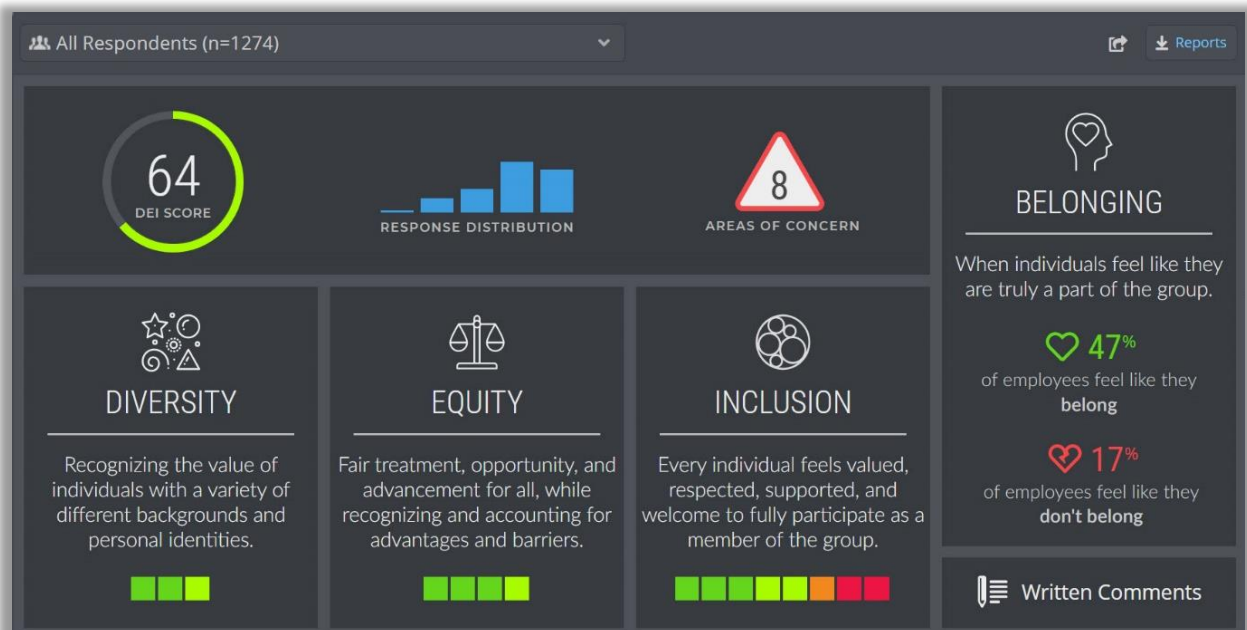 All Respondents (n=1274)
Reports
64
DEI SCORE
RESPONSE DISTRIBUTION
8
AREAS OF CONCERN
DIVERSITY
Recognizing the value of
individuals with a variety of
different backgrounds and
personal identities.
EQUITY
Fair treatment, opportunity, and
advancement for all, while
recognizing and accounting for
advantages and barriers.
INCLUSION
Every individual feels valued,
respected, supported, and
welcome to fully participate as a
member of the group.
BELONGING
When individuals feel like they
are truly a part of the group.
47%
of employees feel like they
belong
17%
of employees feel like they
don't belong
Written Comments